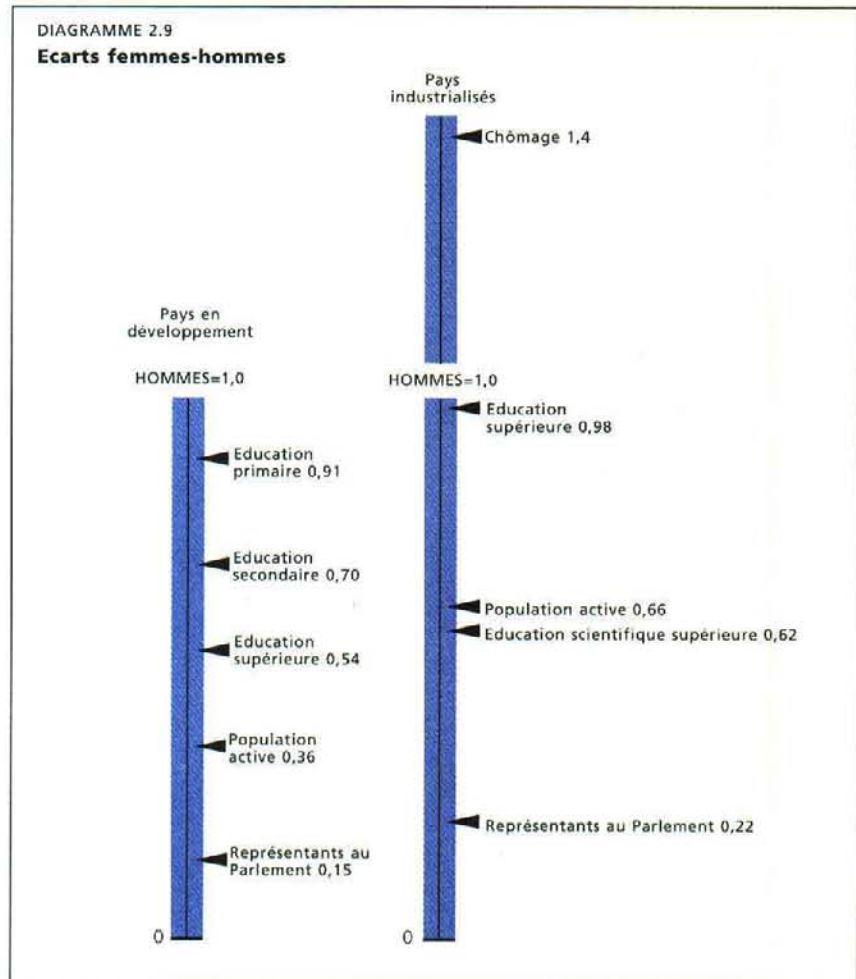 DIAGRAMME 2.9
Ecarts femmes-hommes
Pays en
développement
HOMMES=1,0
Education
primaire 0,91
Education
secondaire 0,70
Education
supérieure 0,54
Population
active 0,36
Représentants au
Parlement 0,15
0
Pays
industrialisés
Chômage 1,4
HOMMES=1,0
Education
supérieure 0,98
Population active 0,66
Education scientifique supérieure 0,62
Représentants au Parlement 0,22
0